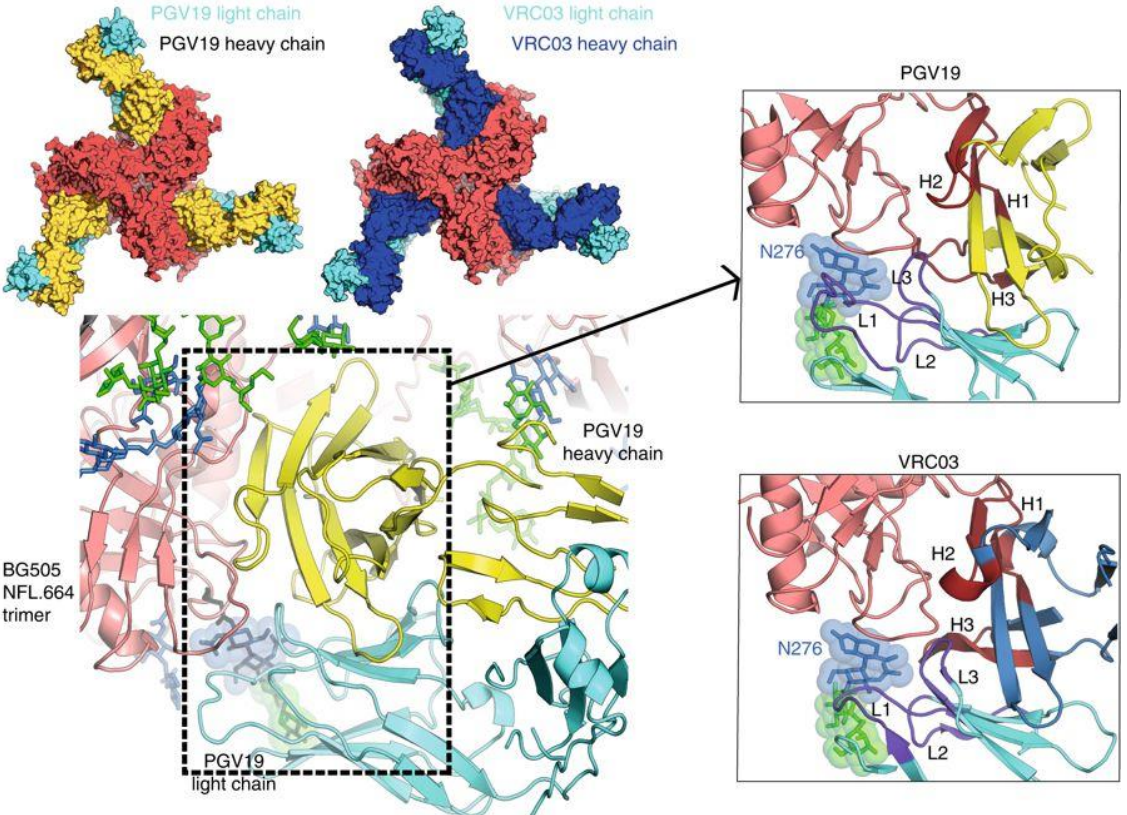 PGV19 light chain
PGV19 heavy chain
VRC03 light chain
VRC03 heavy chain
PGV19
H2
H1
N276
L3
H3
L1
L2
PGV19
heavy chain
BG505
NFL.664
trimer
PGV19
light chain
VRC03
H1
H2
H3
N276
L3
L1
L2